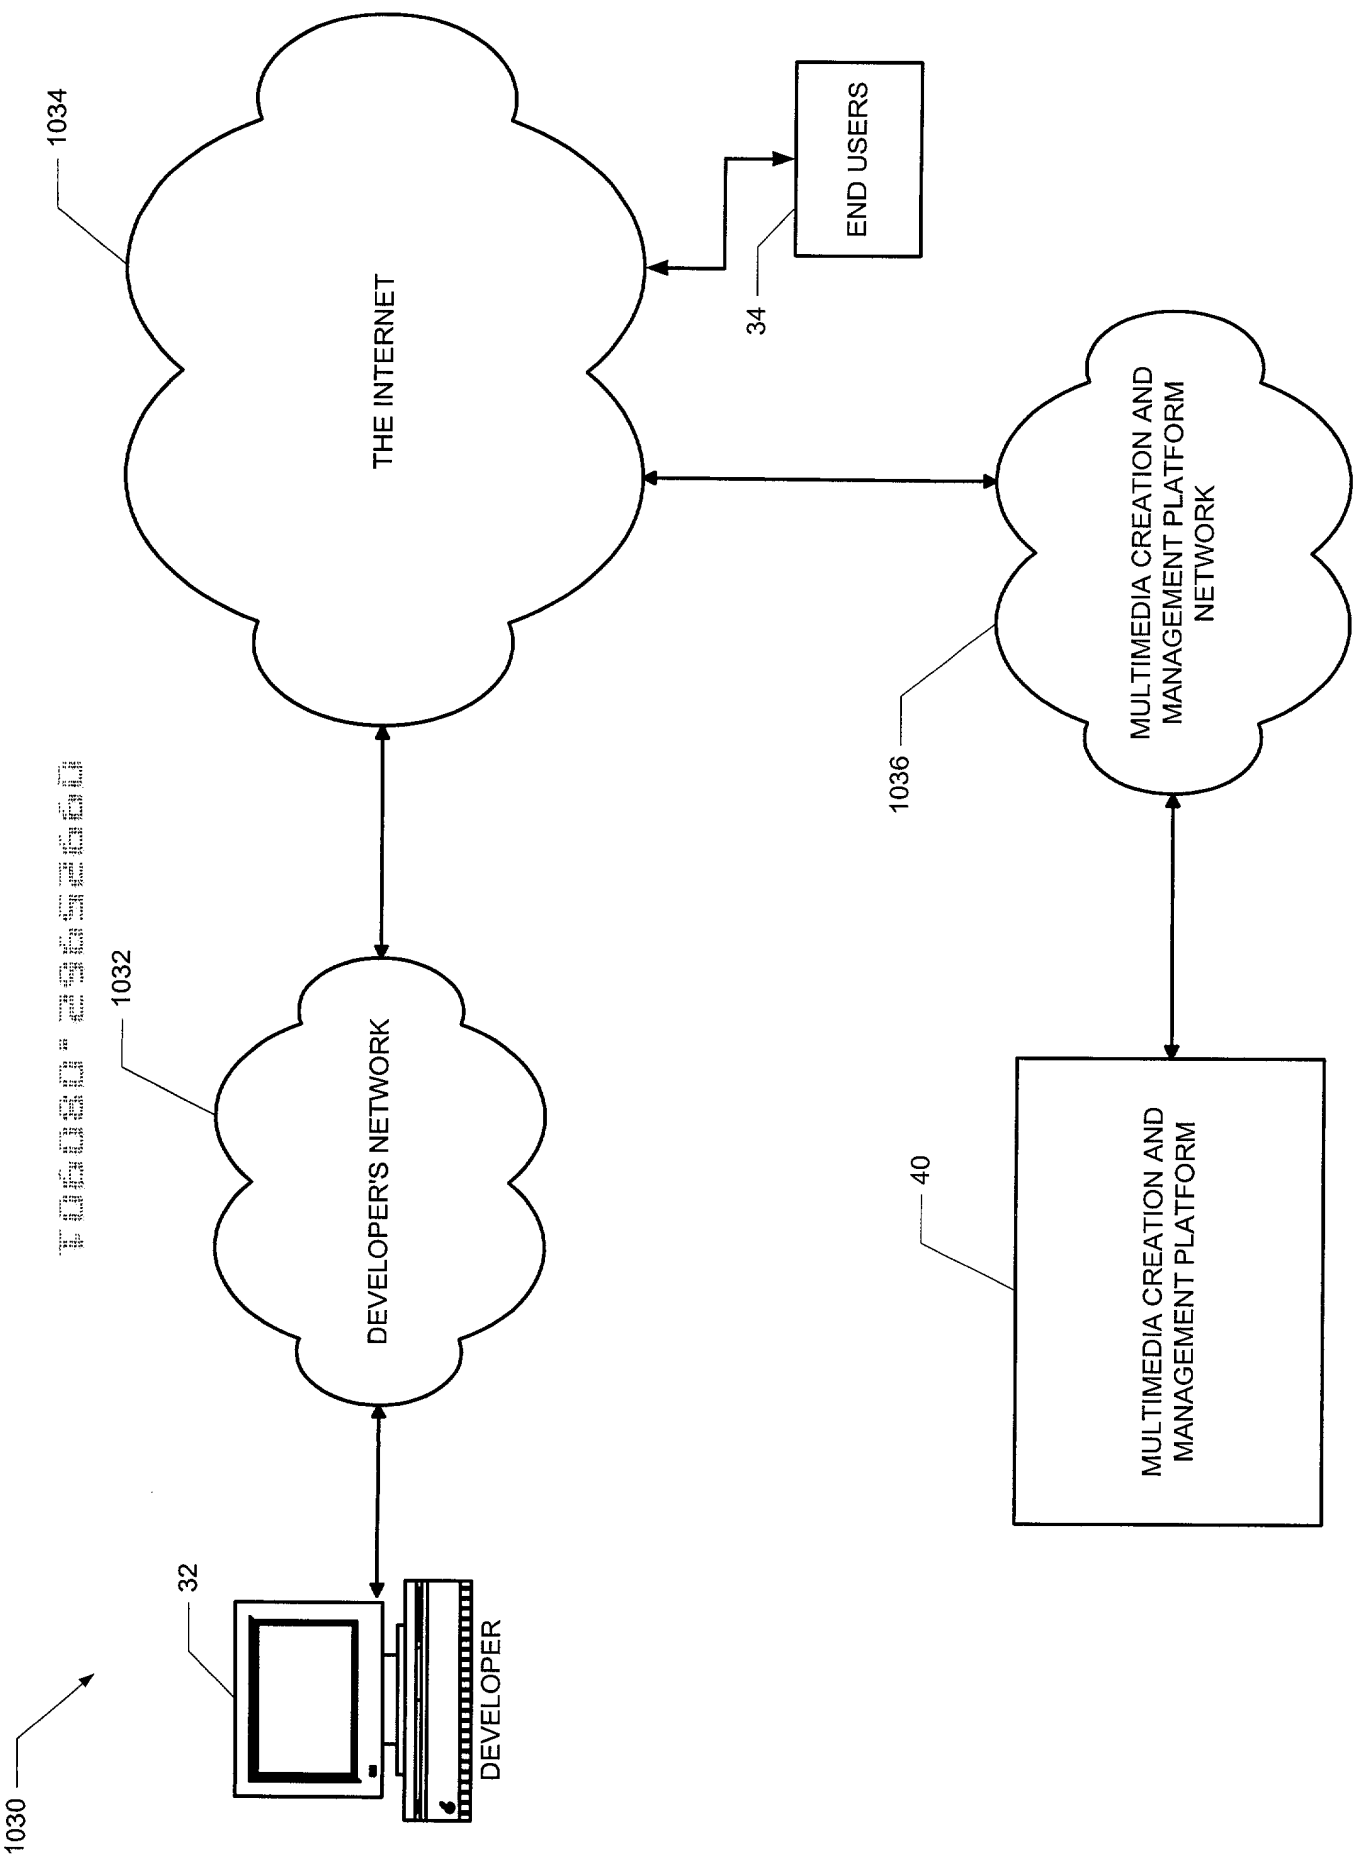 1030
32
DEVELOPER
1032
DEVELOPER'S NETWORK
1034
THE INTERNET
34
END USERS
40
MULTIMEDIA CREATION AND
MANAGEMENT PLATFORM
1036
MULTIMEDIA CREATION AND
MANAGEMENT PLATFORM
NETWORK